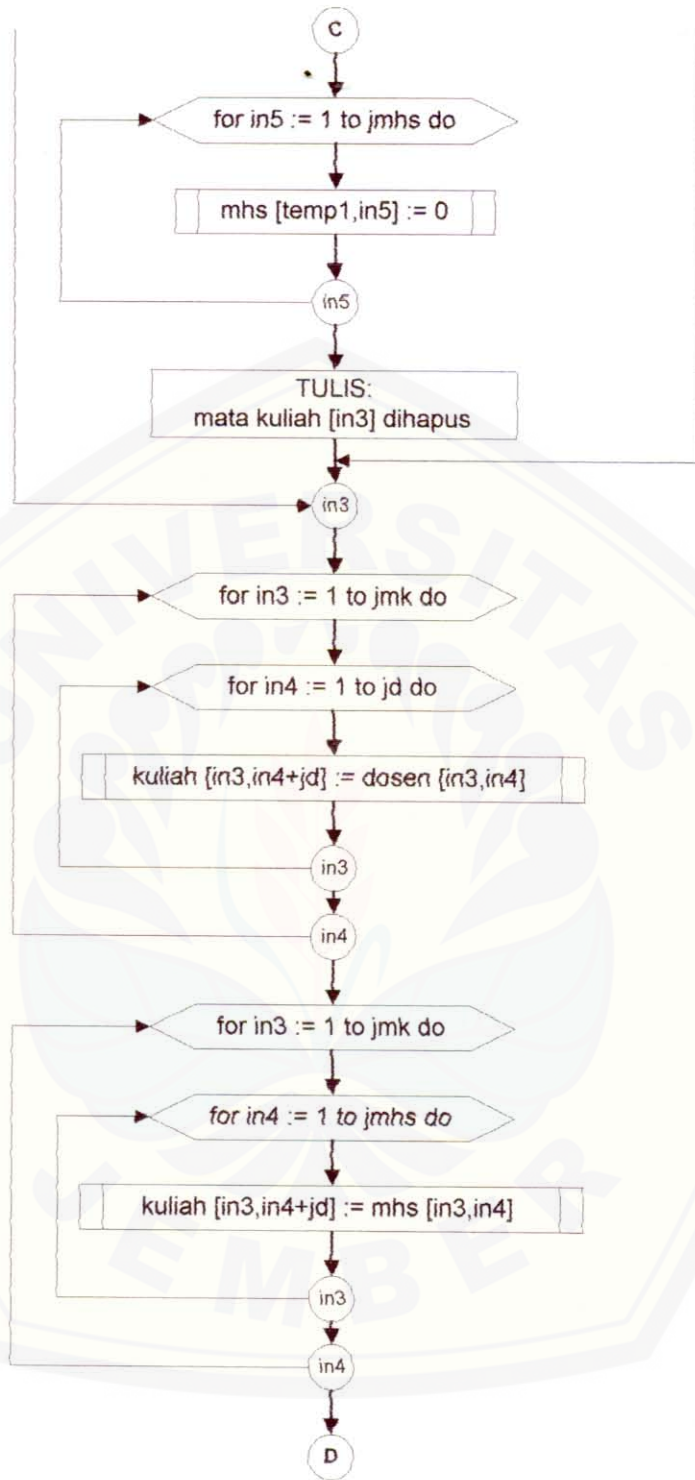 C
for in5 := 1 to jmhs do
mhs [temp1,in5] := 0
in5
TULIS:
mata kuliah [in3] dihapus
in3
for in3 := 1 to jmk do
for in4 := 1 to jd do
kuliah [in3,in4+jd] := dosen [in3,in4]
in3
in4
for in3 := 1 to jmk do
for in4 := 1 to jmhs do
kuliah [in3,in4+jd] := mhs [in3,in4]
in3
in4
D
UNIVERSITAS
JEMBER